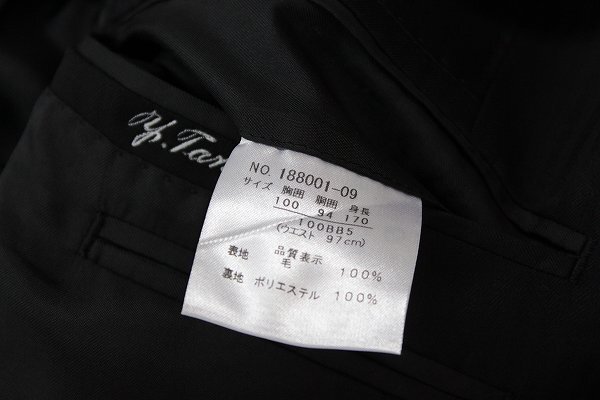 Y. Tan
NO. 188001-09
サイズ 胸囲 胴囲 身長
100 94 170
100BB5
(ウエスト 97cm)
品質表示
表地 毛 100%
裏地 ポリエステル 100%